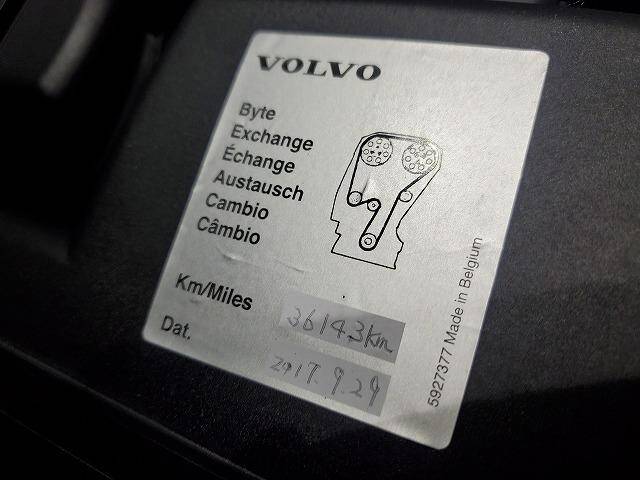 VOLVO
Byte
Exchange
Échange
Austausch
Cambio
Câmbio
Km/Miles 36143km
Dat. 2017.9.29
5927377 Made in Belgium